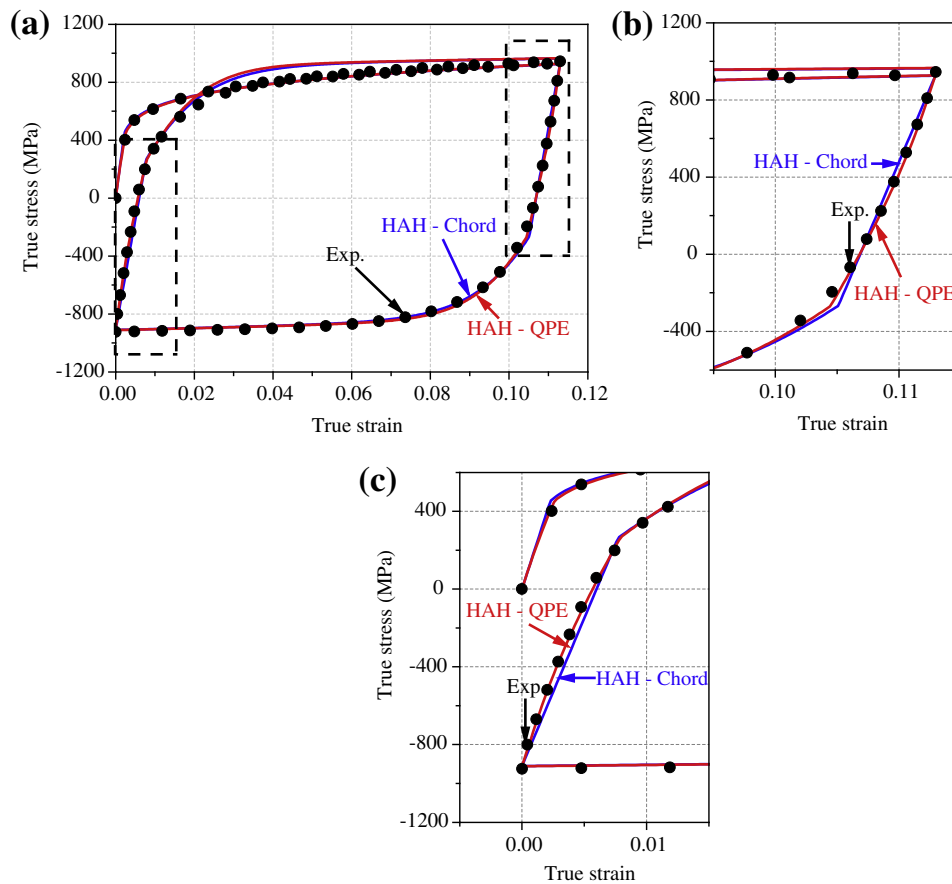 (a)
1200
800
400
0
-400
-800
-1200
True stress (MPa)
0.00
0.02
0.04
0.06
0.08
0.10
0.12
True strain
HAH - Chord
Exp.
HAH - QPE
(b)
800
400
0
-400
True stress (MPa)
0.10
0.11
True strain
HAH - Chord
Exp.
HAH - QPE
(c)
400
0
-400
-800
-1200
True stress (MPa)
0.00
0.01
True strain
HAH - QPE
HAH - Chord
Exp.